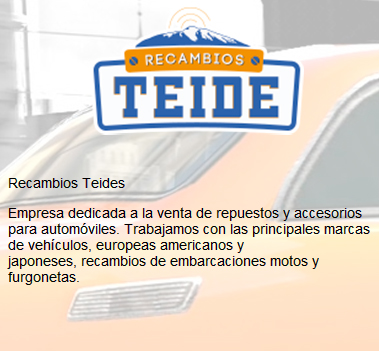 RECAMBIOS
TEIDE
Recambios Teides
Empresa dedicada a la venta de repuestos y accesorios
para automóviles. Trabajamos con las principales marcas
de vehículos, europeas americanos y
japoneses, recambios de embarcaciones motos y
furgonetas.